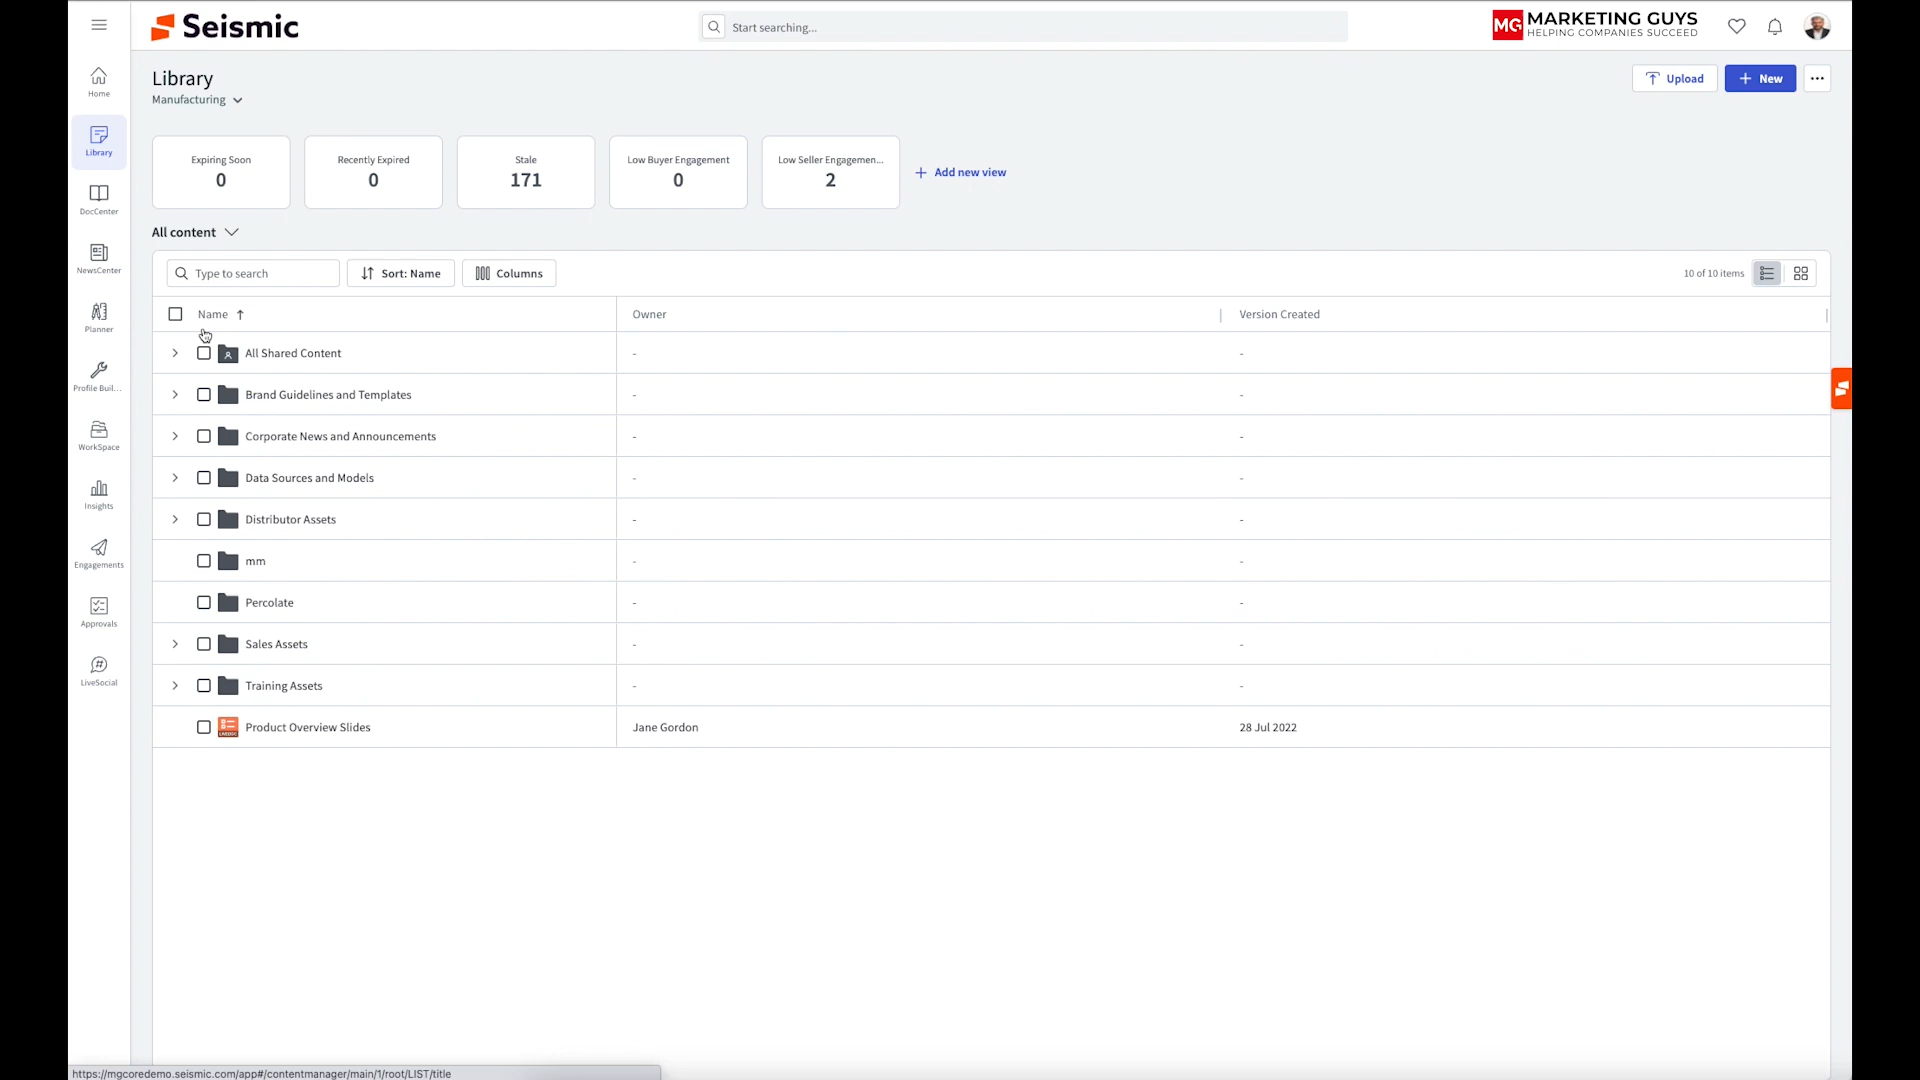 Seismic
Start searching...
MG MARKETING GUYS
HELPING COMPANIES SUCCEED
Home
Library
DocCenter
NewsCenter
Planner
Profile Buil...
WorkSpace
Insights
Engagements
Approvals
LiveSocial
Library
Manufacturing
Upload
New
Expiring Soon
0
Recently Expired
0
Stale
171
Low Buyer Engagement
0
Low Seller Engagemen...
2
Add new view
All content
Type to search
Sort: Name
Columns
10 of 10 items
Name Owner Version Created
All Shared Content - -
Brand Guidelines and Templates - -
Corporate News and Announcements - -
Data Sources and Models - -
Distributor Assets - -
mm - -
Percolate - -
Sales Assets - -
Training Assets - -
Product Overview Slides Jane Gordon 28 Jul 2022
https://mgcoredemo.seismic.com/app#/contentmanager/main/1/root/LIST/title